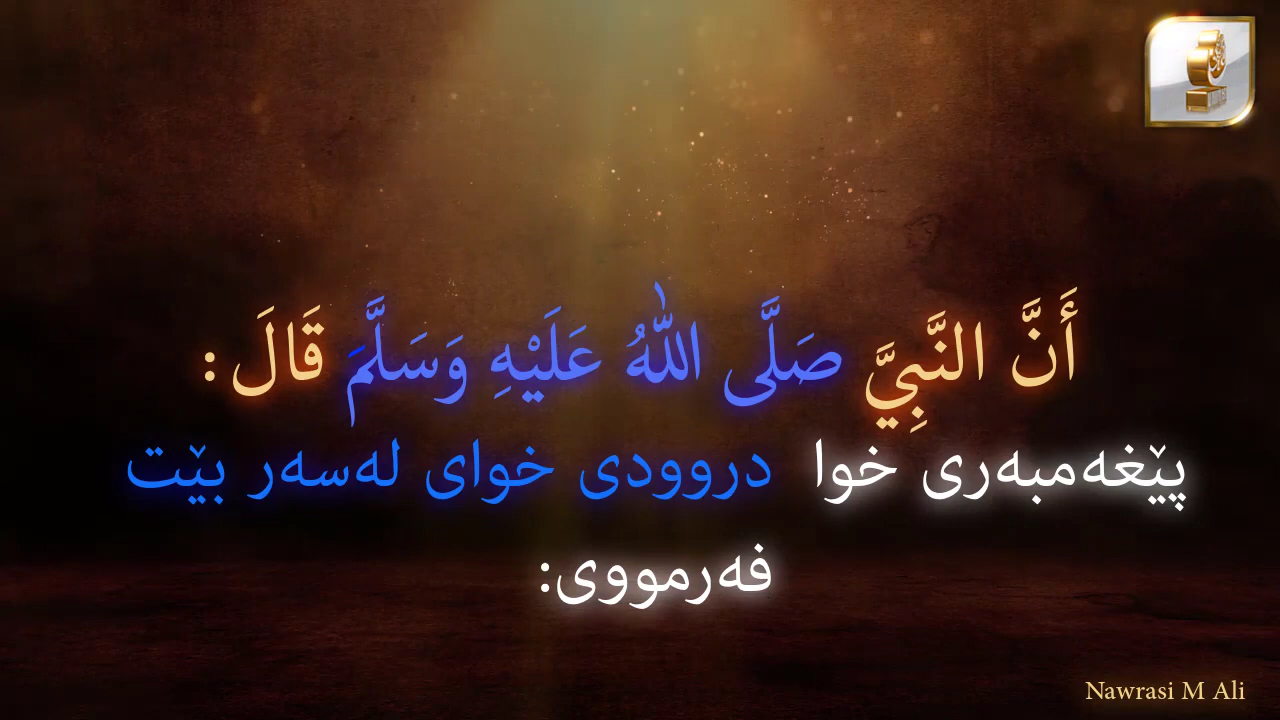 أَنَّ النَّبِيَّ صَلَّى اللهُ عَلَيْهِ وَسَلَّمَ قَالَ :
پێغەمبەری خوا دروودی خوای لەسەر بێت
فەرمووی:
Nawrasi M Ali